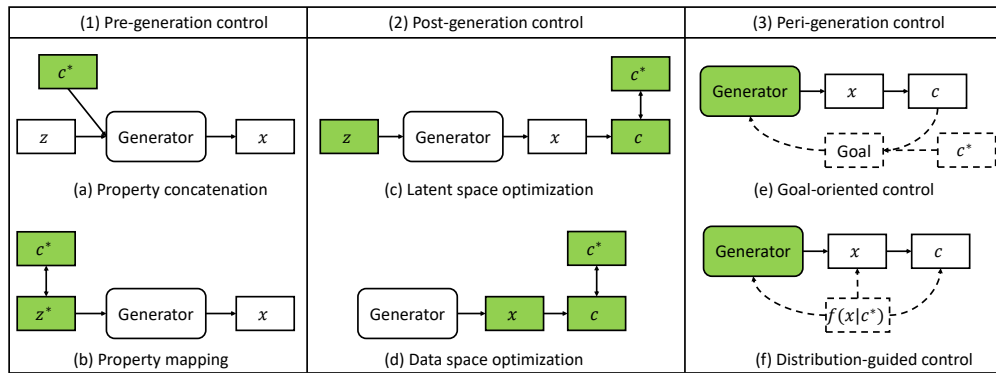 (1) Pre-generation control
(2) Post-generation control
(3) Peri-generation control
c*
z
Generator
x
(a) Property concatenation
c*
z*
Generator
x
(b) Property mapping
c*
z
Generator
x
c
(c) Latent space optimization
c*
Generator
x
c
(d) Data space optimization
Generator
x
c
Goal
c*
(e) Goal-oriented control
Generator
x
c
f(x|c*)
(f) Distribution-guided control